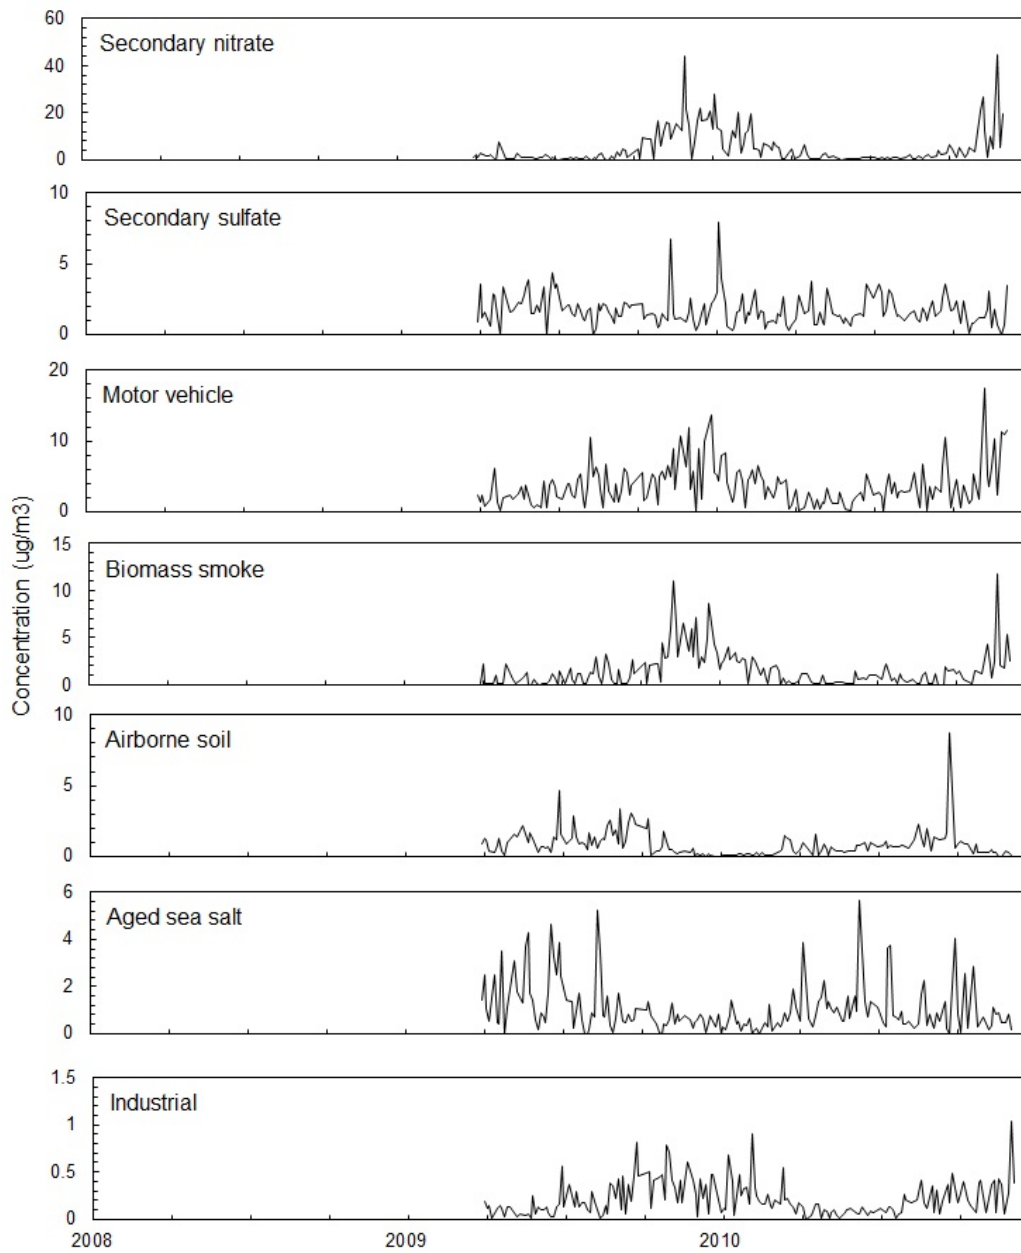 60
Secondary nitrate
40
20
0
10
Secondary sulfate
5
0
20
Motor vehicle
10
0
Concentration (ug/m3)
15
Biomass smoke
10
5
0
10
Airborne soil
5
0
6
Aged sea salt
4
2
0
1.5
Industrial
1
0.5
0
2008 2009 2010